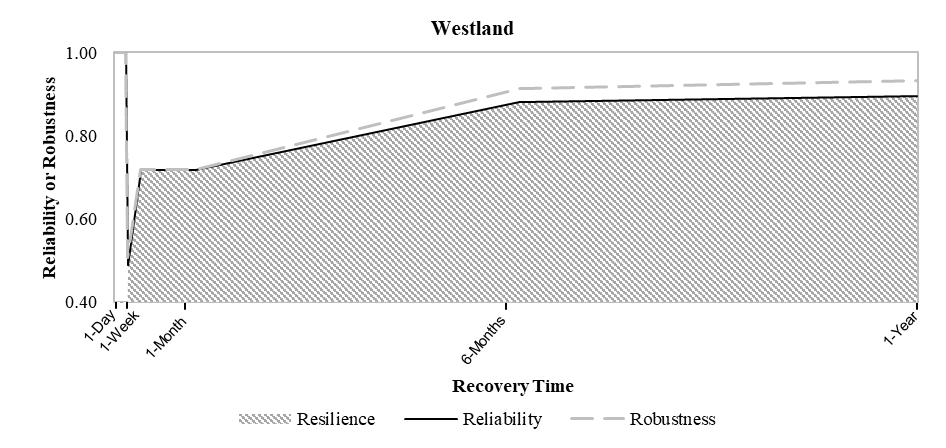 Westland
Reliability or Robustness
1.00
0.80
0.60
0.40
1-Day
1-Week
1-Month
6-Months
1-Year
Recovery Time
Resilience Reliability Robustness